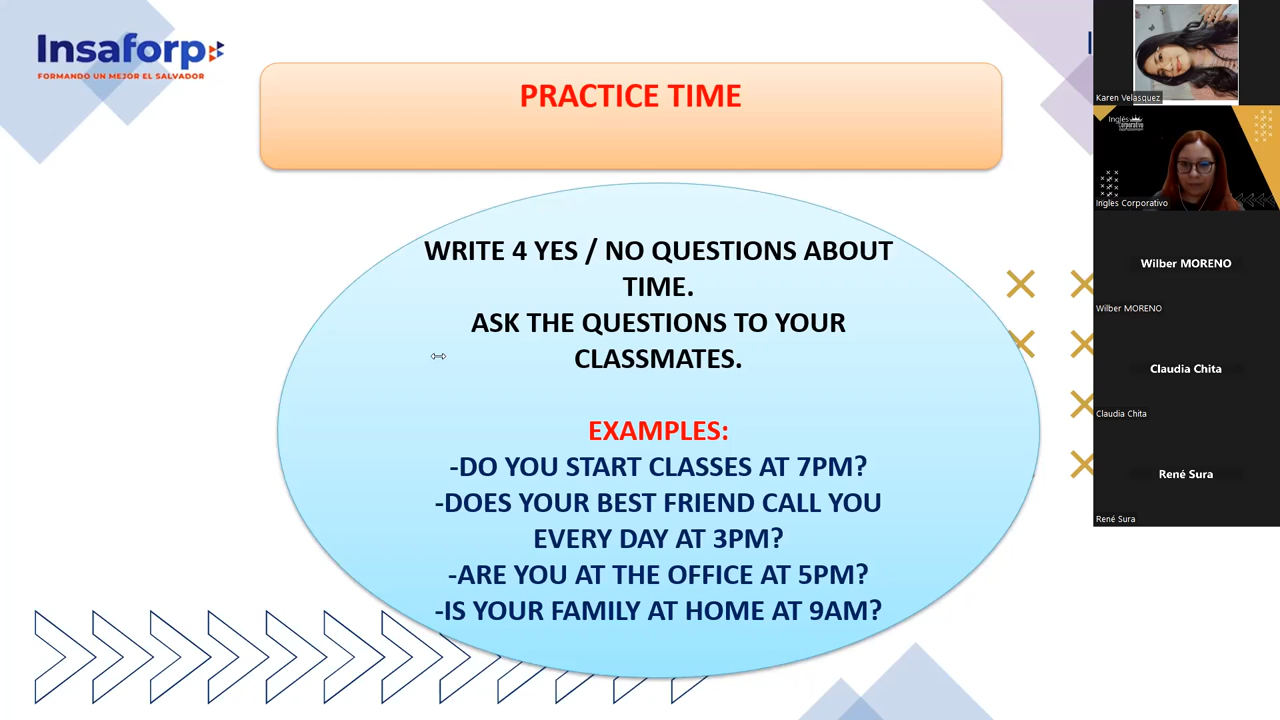 Insaforp
FORMANDO UN MEJOR EL SALVADOR
PRACTICE TIME
WRITE 4 YES / NO QUESTIONS ABOUT
TIME.
ASK THE QUESTIONS TO YOUR
CLASSMATES.
EXAMPLES:
-DO YOU START CLASSES AT 7PM?
-DOES YOUR BEST FRIEND CALL YOU
EVERY DAY AT 3PM?
-ARE YOU AT THE OFFICE AT 5PM?
-IS YOUR FAMILY AT HOME AT 9AM?
Karen Velasquez
Inglés
Corporativo
Ingles Corporativo
Wilber MORENO
Wilber MORENO
Claudia Chita
Claudia Chita
René Sura
René Sura